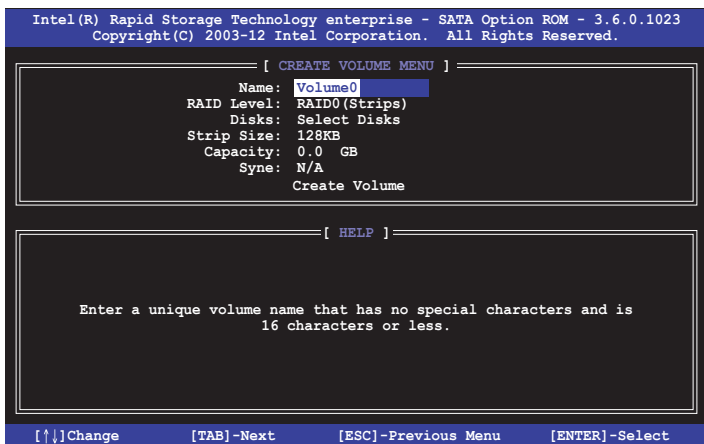 Intel(R) Rapid Storage Technology enterprise - SATA Option ROM - 3.6.0.1023
Copyright(C) 2003-12 Intel Corporation. All Rights Reserved.
[ CREATE VOLUME MENU ]
Name: Volume0
RAID Level: RAID0(Strips)
Disks: Select Disks
Strip Size: 128KB
Capacity: 0.0 GB
Syne: N/A
Create Volume
[ HELP ]
Enter a unique volume name that has no special characters and is
16 characters or less.
[↑↓]Change [TAB]-Next [ESC]-Previous Menu [ENTER]-Select